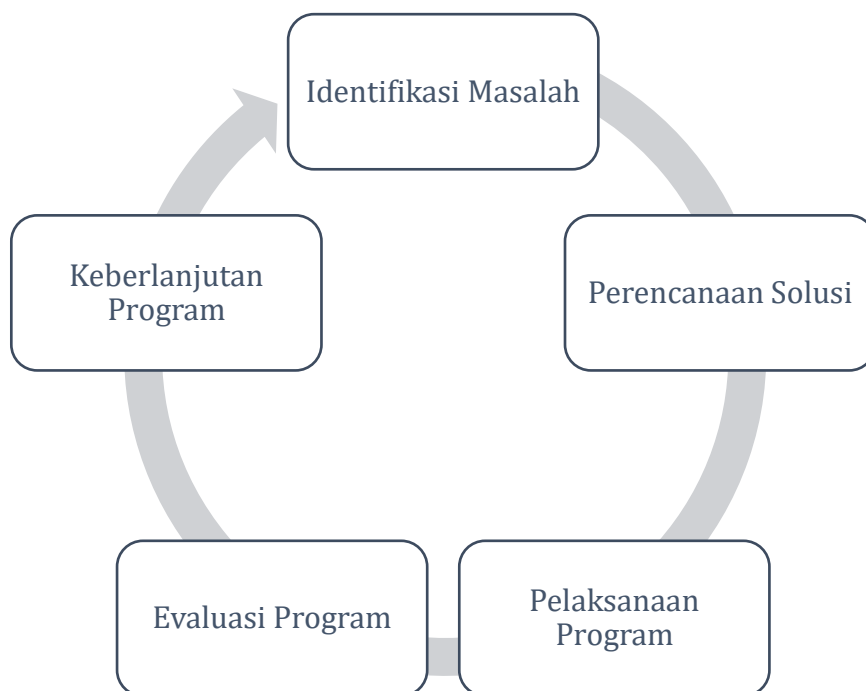 Identifikasi Masalah
Perencanaan Solusi
Pelaksanaan
Program
Evaluasi Program
Keberlanjutan
Program